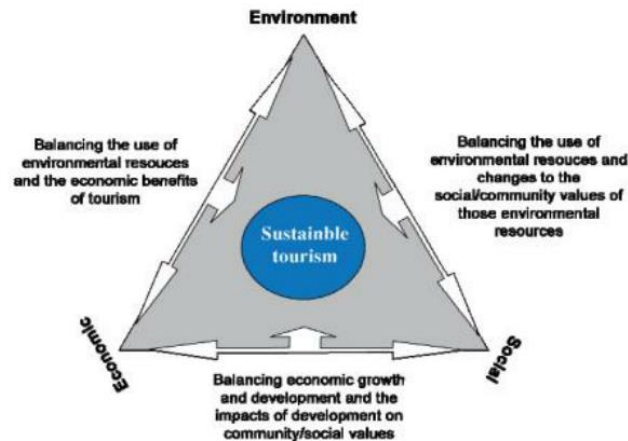 Environment
Balancing the use of
environmental resouces
and the economic benefits
of tourism
Balancing the use of
environmental resouces and
changes to the
social/community values of
those environmental
resources
Sustainble
tourism
Economic
Social
Balancing economic growth
and development and the
impacts of development on
community/social values